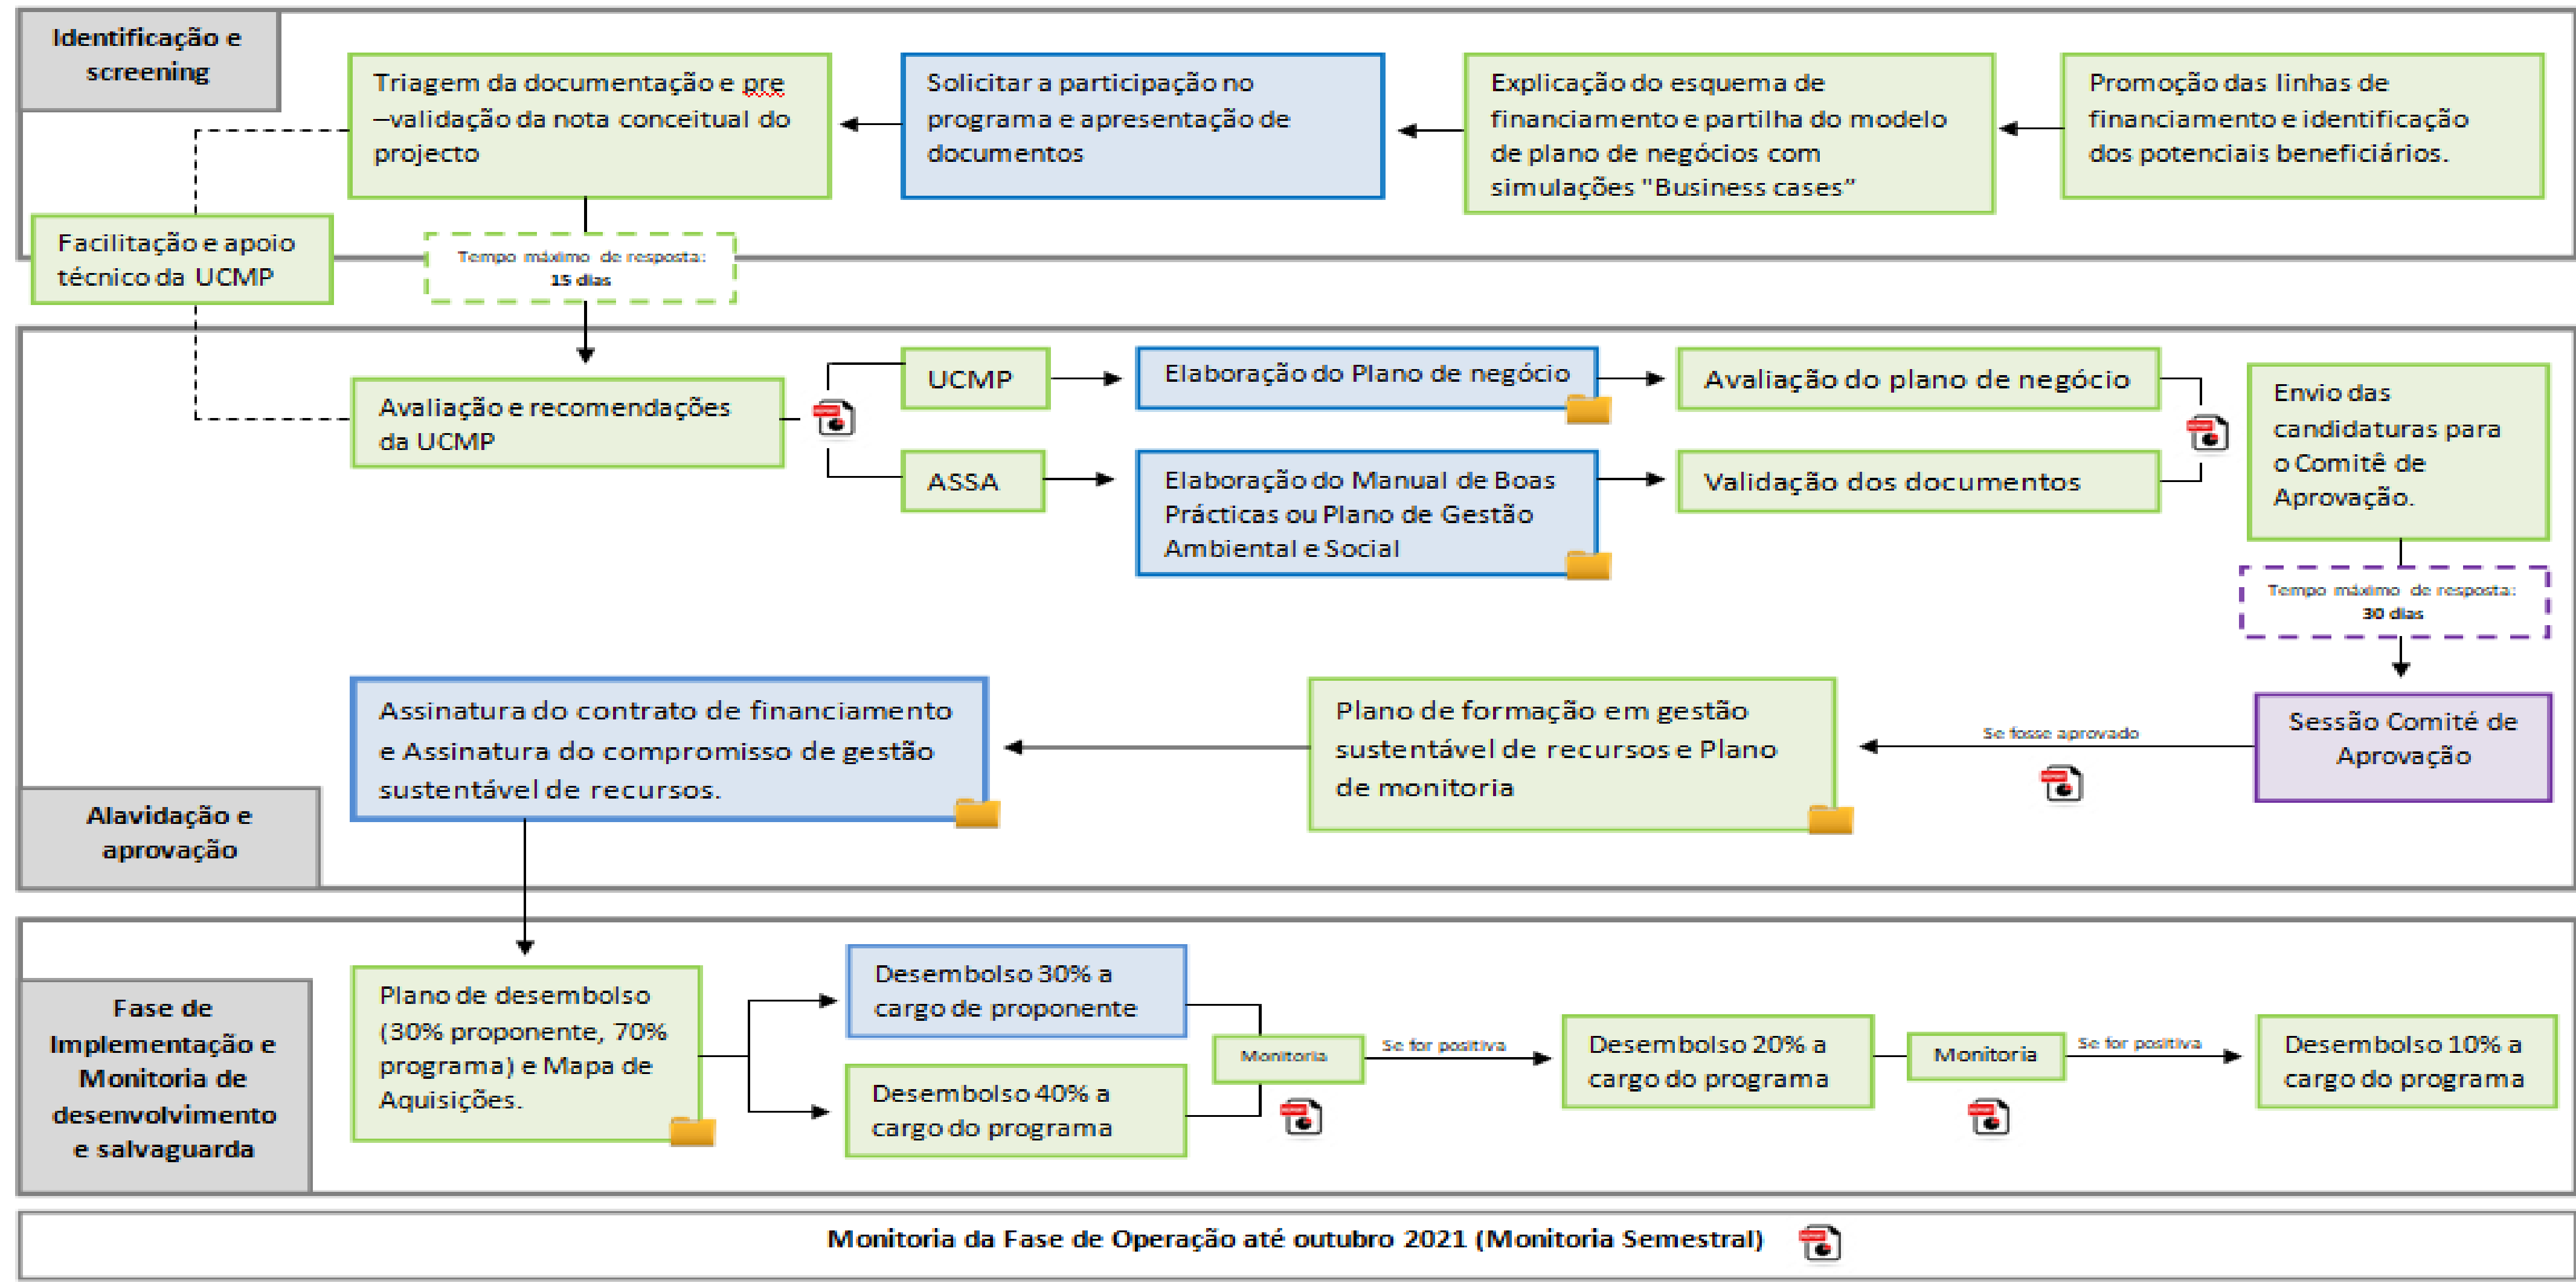 Identificação e
screening
Triagem da documentação e pre
–validação da nota conceitual do
projecto
Solicitar a participação no
programa e apresentação de
documentos
Explicação do esquema de
financiamento e partilha do modelo
de plano de negócios com
simulações "Business cases”
Promoção das linhas de
financiamento e identificação
dos potenciais beneficiários.
Facilitação e apoio
técnico da UCMP
Tempo máximo de resposta:
15 dias
Avaliação e recomendações
da UCMP
REPORT
UCMP
Elaboração do Plano de negócio
Avaliação do plano de negócio
ASSA
Elaboração do Manual de Boas
Prácticas ou Plano de Gestão
Ambiental e Social
Validação dos documentos
REPORT
Envio das
candidaturas para
o Comitê de
Aprovação.
Tempo máximo de resposta:
30 dias
Sessão Comité de
Aprovação
Se fosse aprovado
REPORT
Plano de formação em gestão
sustentável de recursos e Plano
de monitoria
Assinatura do contrato de financiamento
e Assinatura do compromisso de gestão
sustentável de recursos.
Alavidação e
aprovação
Fase de
Implementação e
Monitoria de
desenvolvimento
e salvaguarda
Plano de desembolso
(30% proponente, 70%
programa) e Mapa de
Aquisições.
Desembolso 30% a
cargo de proponente
Desembolso 40% a
cargo do programa
Monitoria
REPORT
Se for positiva
Desembolso 20% a
cargo do programa
Monitoria
REPORT
Se for positiva
Desembolso 10% a
cargo do programa
Monitoria da Fase de Operação até outubro 2021 (Monitoria Semestral)
REPORT